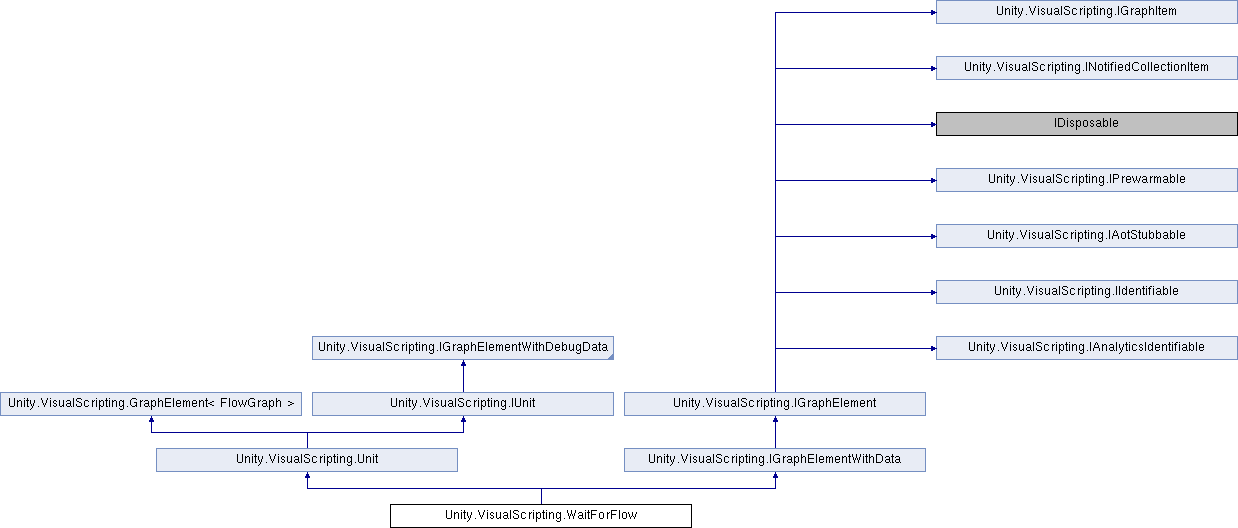 Unity.VisualScripting.IGraphItem
Unity.VisualScripting.INotifiedCollectionItem
IDisposable
Unity.VisualScripting.IPrewarmable
Unity.VisualScripting.IAotStubbable
Unity.VisualScripting.IIdentifiable
Unity.VisualScripting.IGraphElementWithDebugData
Unity.VisualScripting.IAnalyticsIdentifiable
Unity.VisualScripting.GraphElement< FlowGraph >
Unity.VisualScripting.IUnit
Unity.VisualScripting.IGraphElement
Unity.VisualScripting.Unit
Unity.VisualScripting.IGraphElementWithData
Unity.VisualScripting.WaitForFlow